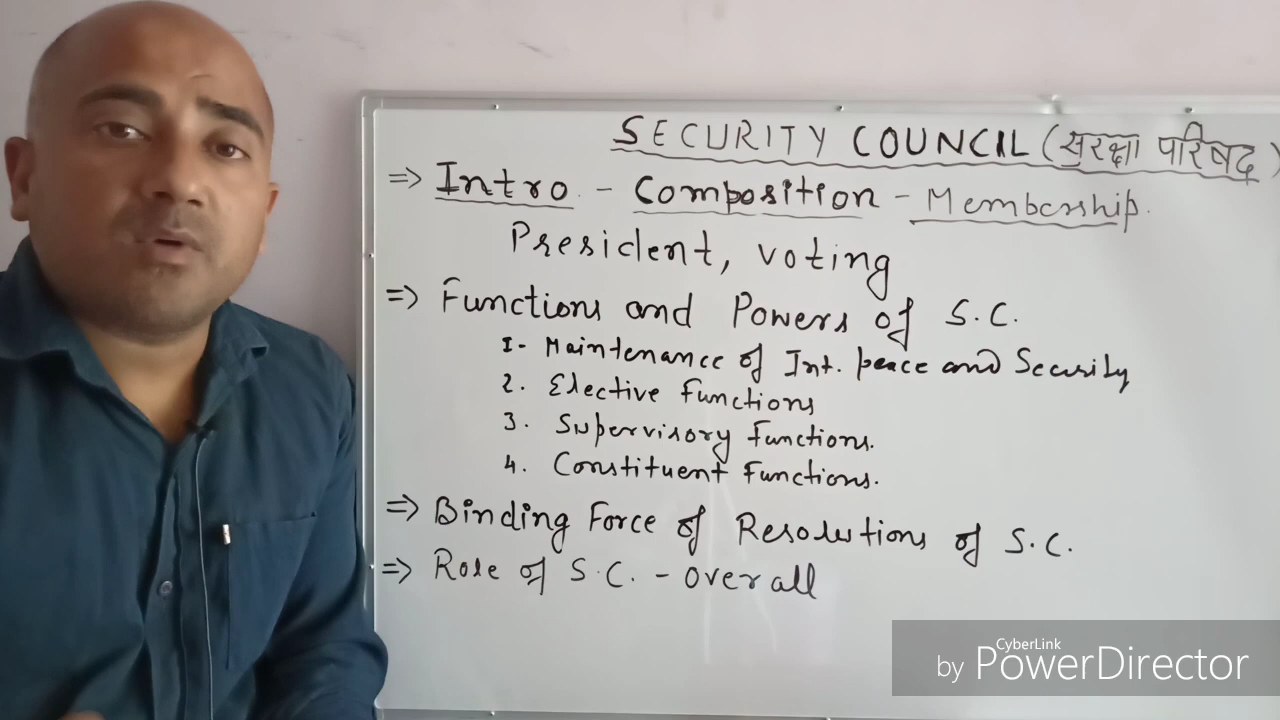 SECURITY COUNCIL (सुरक्षा परिषद)
=> Intro - Composition - Membership.
President, voting
=> Functions and Powers of S.C.
1- Maintenance of Int. peace and Security
2. Elective Functions
3. Supervisory Functions.
4. Constituent Functions.
=> Binding Force of Resolutions of S.C.
=> Role of S.C. - overall
CyberLink
by PowerDirector